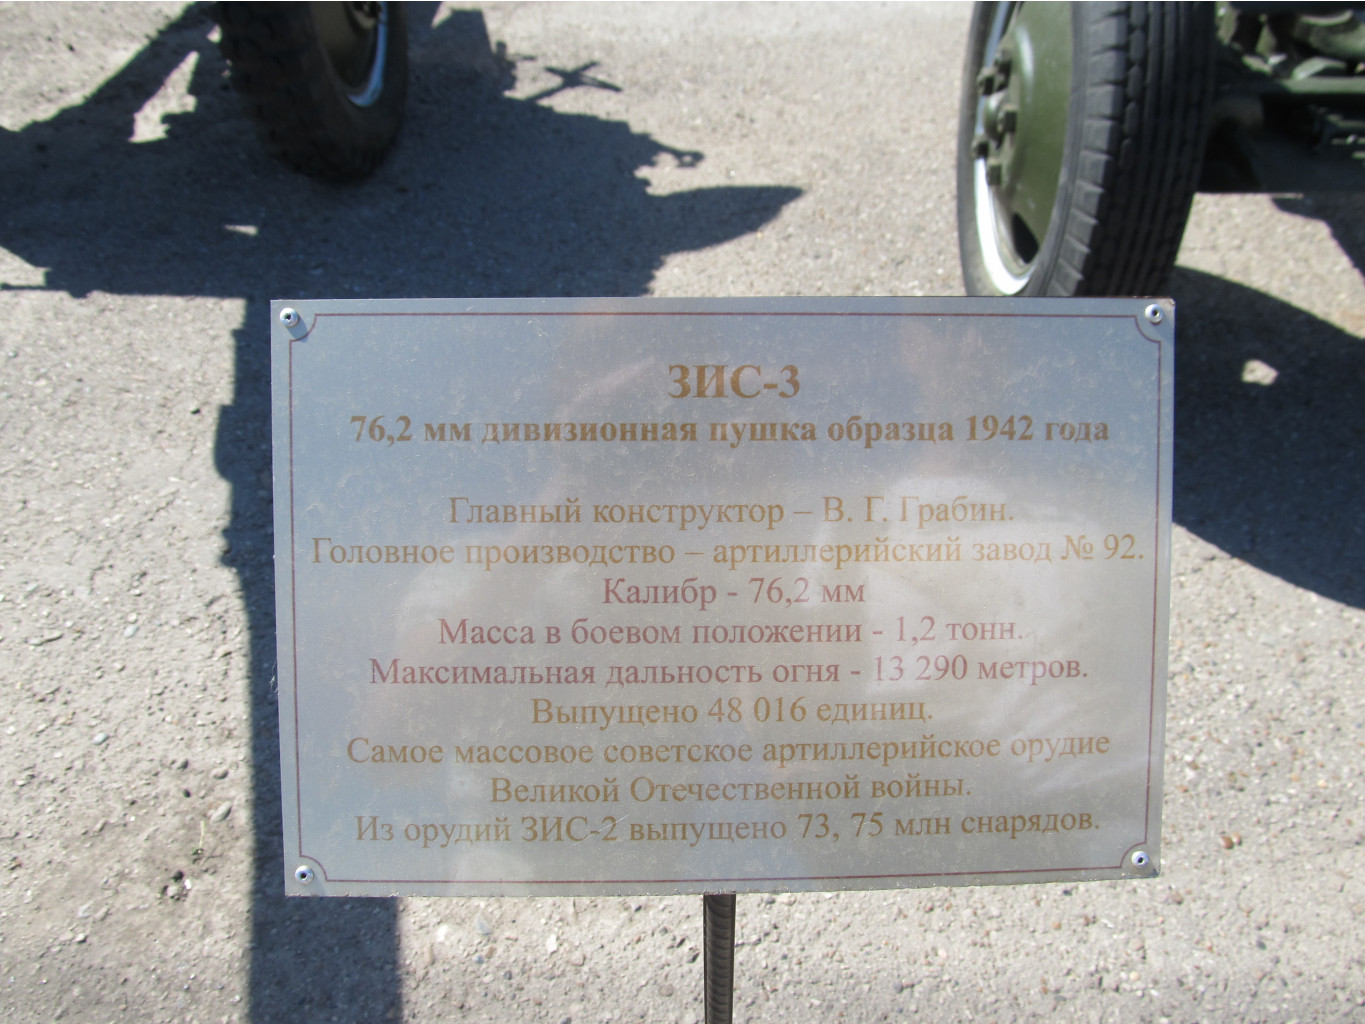 ЗИС-3
76,2 мм дивизионная пушка образца 1942 года
Главный конструктор – В. Г. Грабин.
Головное производство – артиллерийский завод № 92.
Калибр - 76,2 мм
Масса в боевом положении - 1,2 тонн.
Максимальная дальность огня - 13 290 метров.
Выпущено 48 016 единиц.
Самое массовое советское артиллерийское орудие
Великой Отечественной войны.
Из орудий ЗИС-2 выпущено 73, 75 млн снарядов.